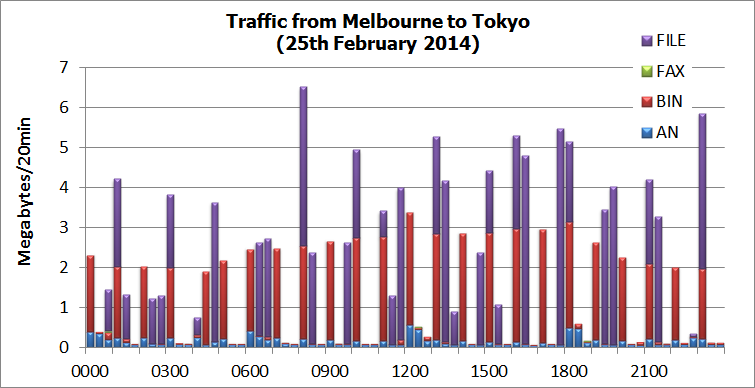 Traffic from Melbourne to Tokyo
(25th February 2014)
FILE
FAX
BIN
AN
Megabytes/20min
7
6
5
4
3
2
1
0
0000 0300 0600 0900 1200 1500 1800 2100